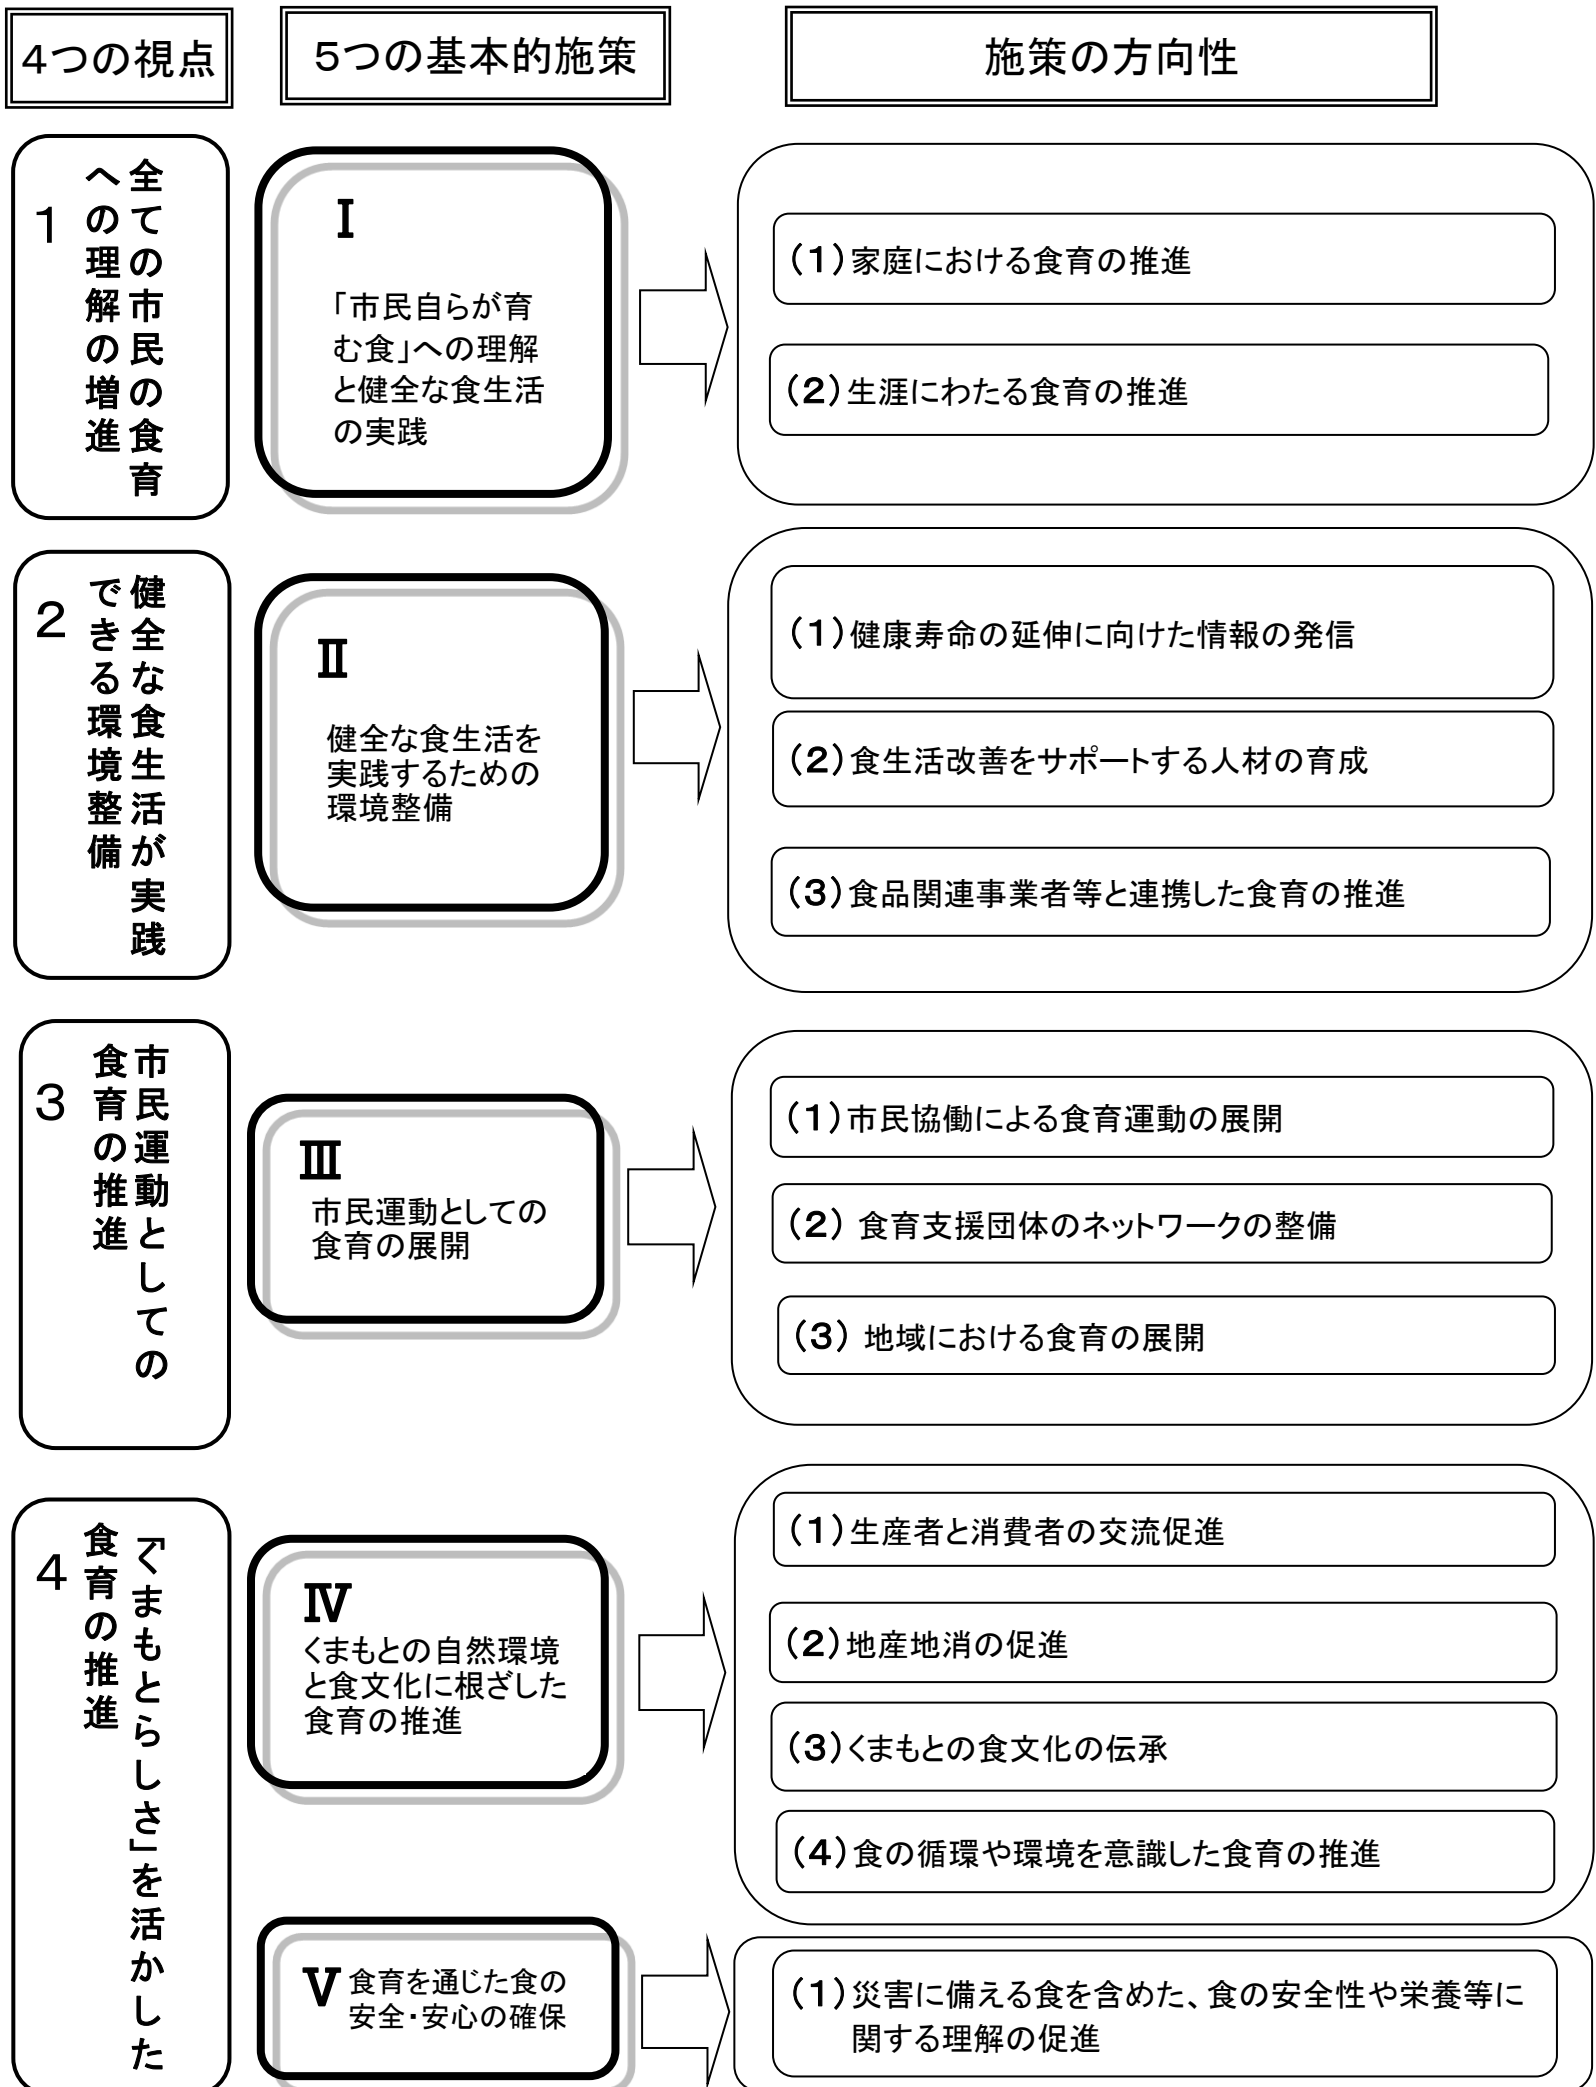 4つの視点
5つの基本的施策
施策の方向性
1
全ての市民の食育
への理解の増進
Ⅰ
「市民自らが育
む食」への理解
と健全な食生活
の実践
(1)家庭における食育の推進
(2)生涯にわたる食育の推進
2
健全な食生活が実践
できる環境整備
Ⅱ
健全な食生活を
実践するための
環境整備
(1)健康寿命の延伸に向けた情報の発信
(2)食生活改善をサポートする人材の育成
(3)食品関連事業者等と連携した食育の推進
3
市民運動としての
食育の推進
Ⅲ
市民運動としての
食育の展開
(1)市民協働による食育運動の展開
(2) 食育支援団体のネットワークの整備
(3) 地域における食育の展開
4
「くまもとらしさ」を活かした
食育の推進
Ⅳ
くまもとの自然環境
と食文化に根ざした
食育の推進
(1)生産者と消費者の交流促進
(2)地産地消の促進
(3)くまもとの食文化の伝承
(4)食の循環や環境を意識した食育の推進
Ⅴ 食育を通じた食の
安全・安心の確保
(1)災害に備える食を含めた、食の安全性や栄養等に
関する理解の促進